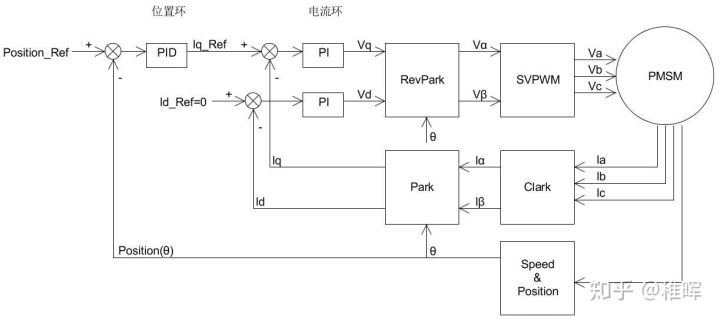 位置环
电流环
Position_Ref
+
-
PID
Iq_Ref
+
-
PI
Vq
RevPark
Vα
SVPWM
Va
Vb
Vc
PMSM
Id_Ref=0
+
-
PI
Vd
Vβ
θ
Iq
Id
Park
Iα
Iβ
Clark
Ia
Ib
Ic
Position(θ)
θ
Speed
&
Position
知乎 @稚晖